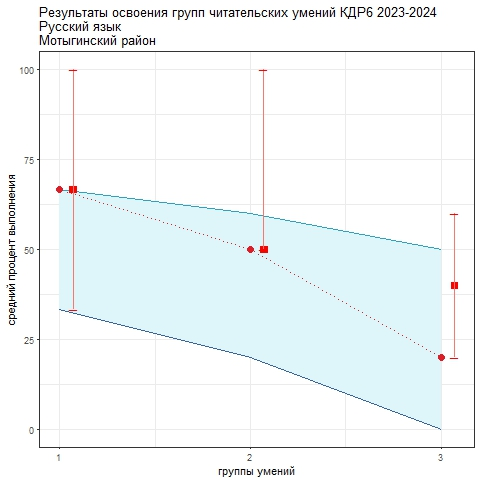 Результаты освоения групп читательских умений КДР6 2023-2024
Русский язык
Мотыгинский район
100
75
50
25
0
средний процент выполнения
1
2
3
группы умений